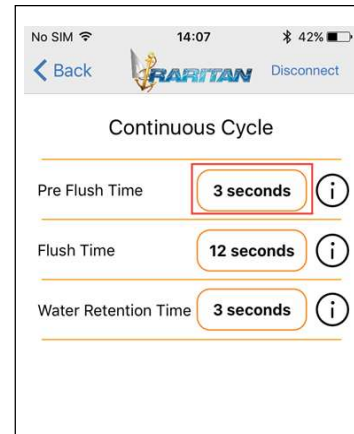 No SIM 14:07 42%
Back RARITAN Disconnect
Continuous Cycle
Pre Flush Time 3 seconds i
Flush Time 12 seconds i
Water Retention Time 3 seconds i